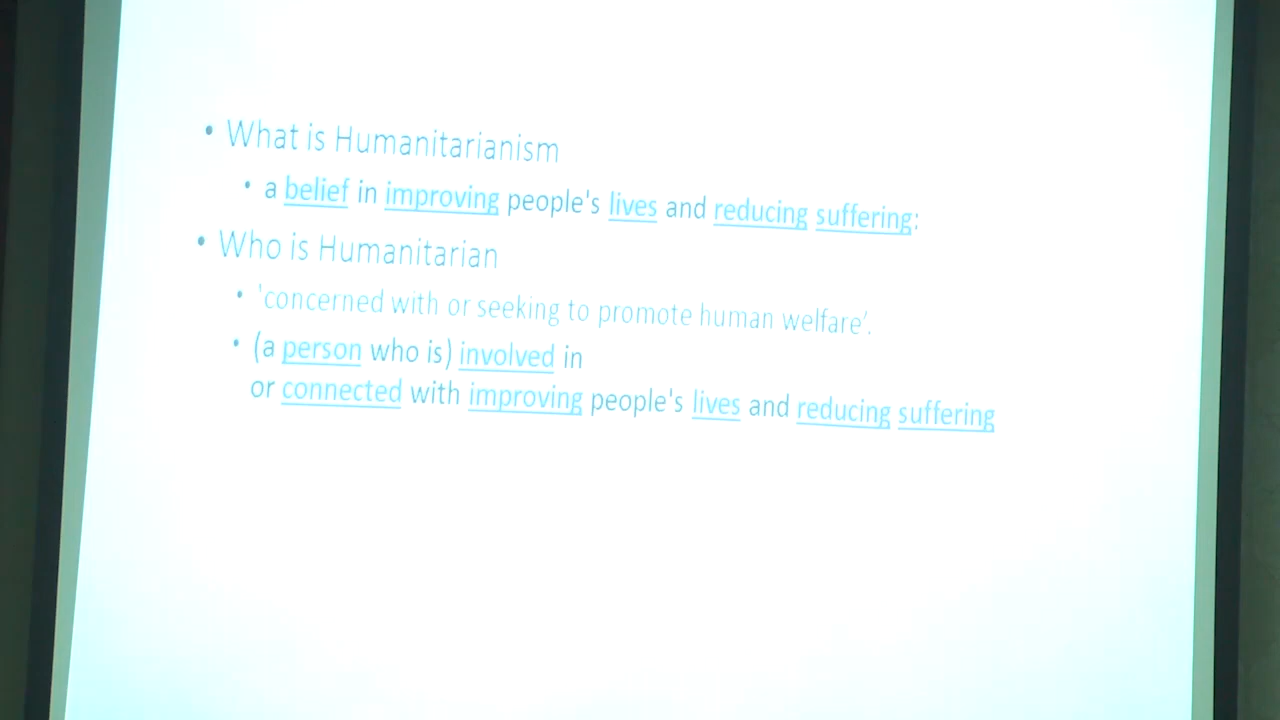 • What is Humanitarianism
• a belief in improving people's lives and reducing suffering:
• Who is Humanitarian
• 'concerned with or seeking to promote human welfare'.
• (a person who is) involved in
or connected with improving people's lives and reducing suffering